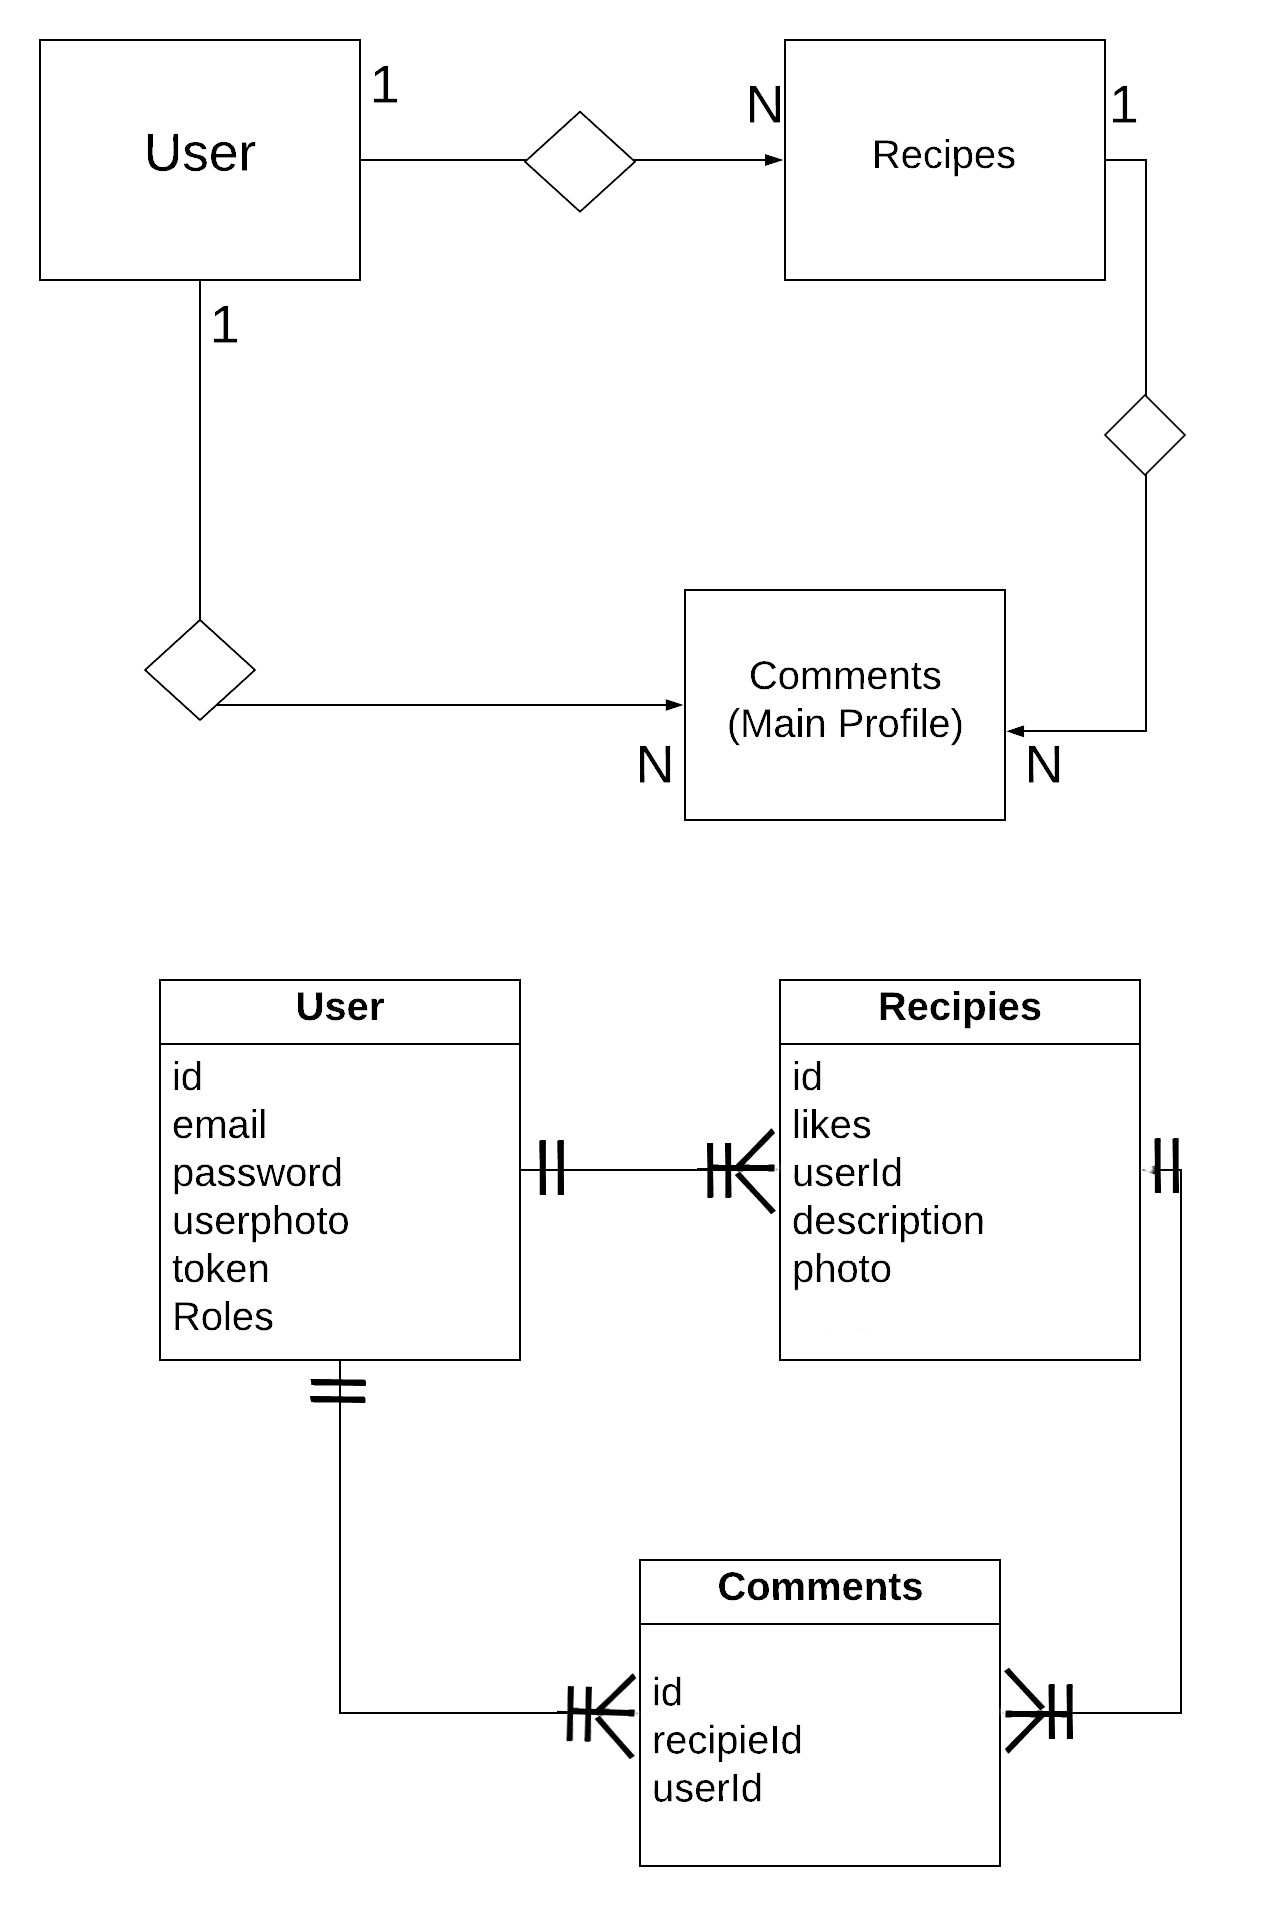 User
1
N
Recipes
1
1
Comments
(Main Profile)
N
N
User
id
email
password
userphoto
token
Roles
Recipies
id
likes
userId
description
photo
Comments
id
recipieId
userId